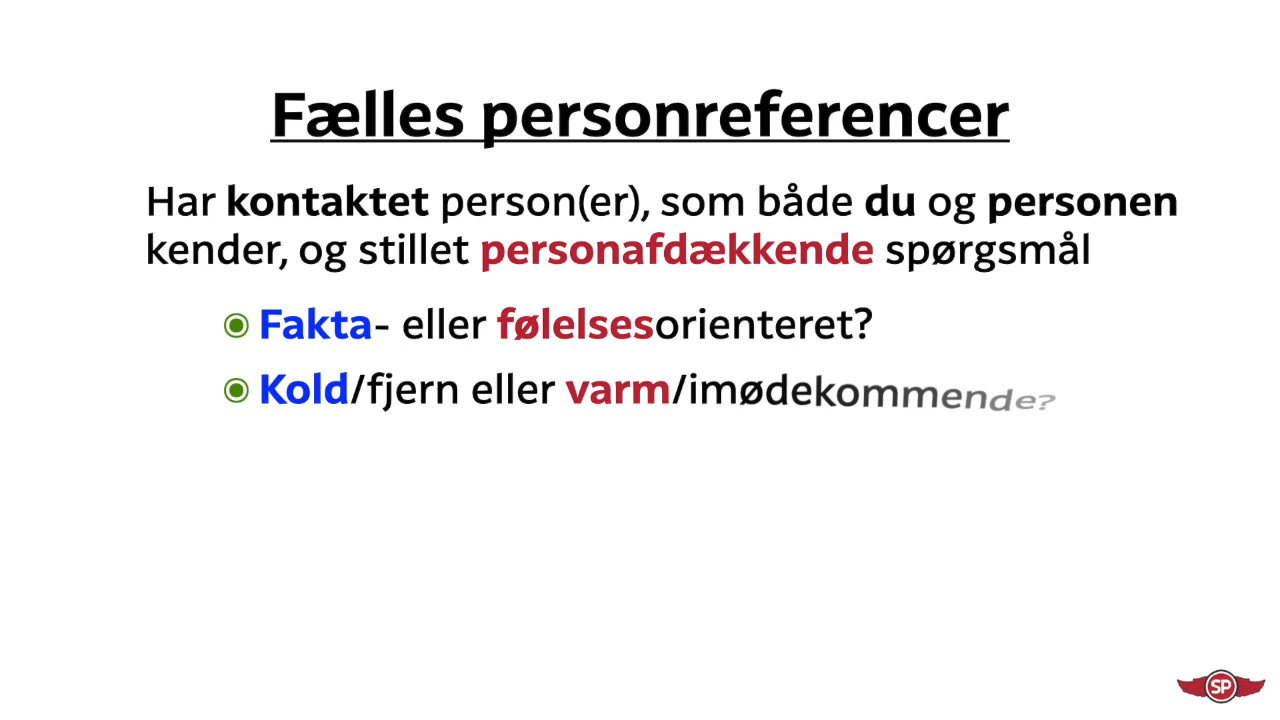 Fælles personreferencer
Har kontaktet person(er), som både du og personen
kender, og stillet personafdækkende spørgsmål
Fakta- eller følelsesorienteret?
Kold/fjern eller varm/imødekommende?
SP